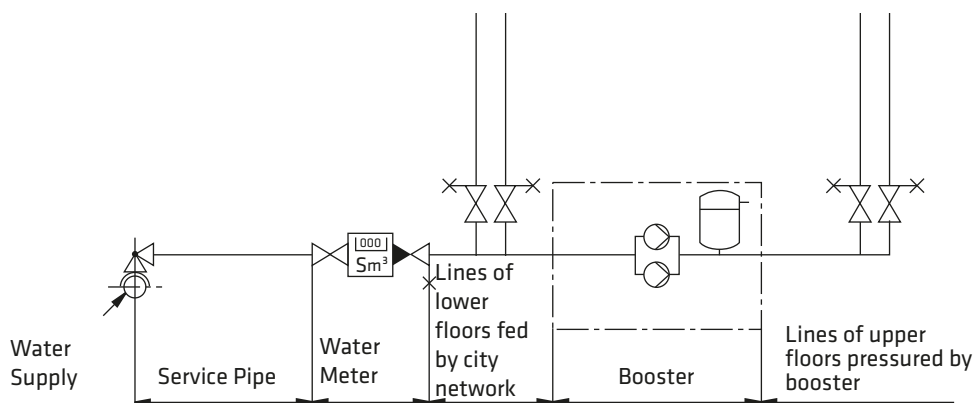 000
Sm³
Water
Supply
Service Pipe
Water
Meter
Lines of
lower
floors fed
by city
network
Booster
Lines of upper
floors pressured by
booster